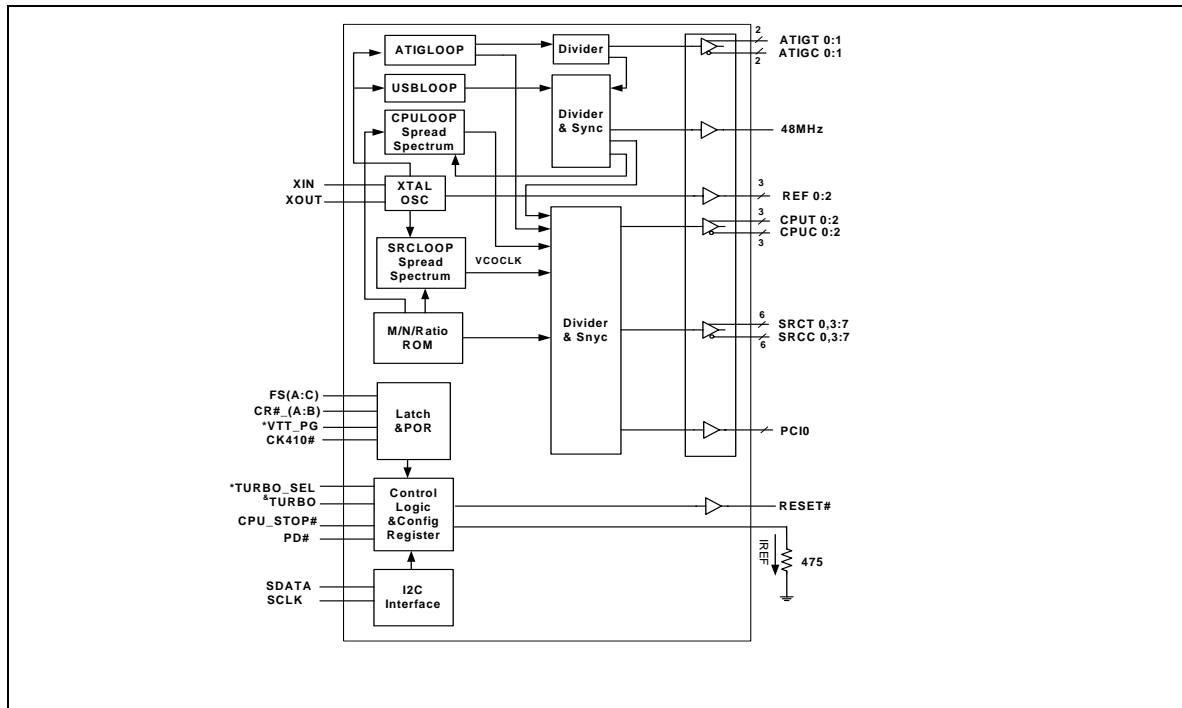 ATIGLOOP
Divider
2
ATIGT 0:1
ATIGC 0:1
2
USBLOOP
Divider
& Sync
CPULOOP
Spread
Spectrum
48MHz
XIN
XOUT
XTAL
OSC
3
REF 0:2
3
CPUT 0:2
CPUC 0:2
3
SRCLOOP
Spread
Spectrum
VCOCLK
M/N/Ratio
ROM
Divider
& Snyc
6
SRCT 0,3:7
SRCC 0,3:7
6
FS(A:C)
CR#_(A:B)
*VTT_PG
CK410#
Latch
&POR
PCI0
*TURBO_SEL
&TURBO
CPU_STOP#
PD#
Control
Logic
&Config
Register
RESET#
IREF
475
SDATA
SCLK
I2C
Interface